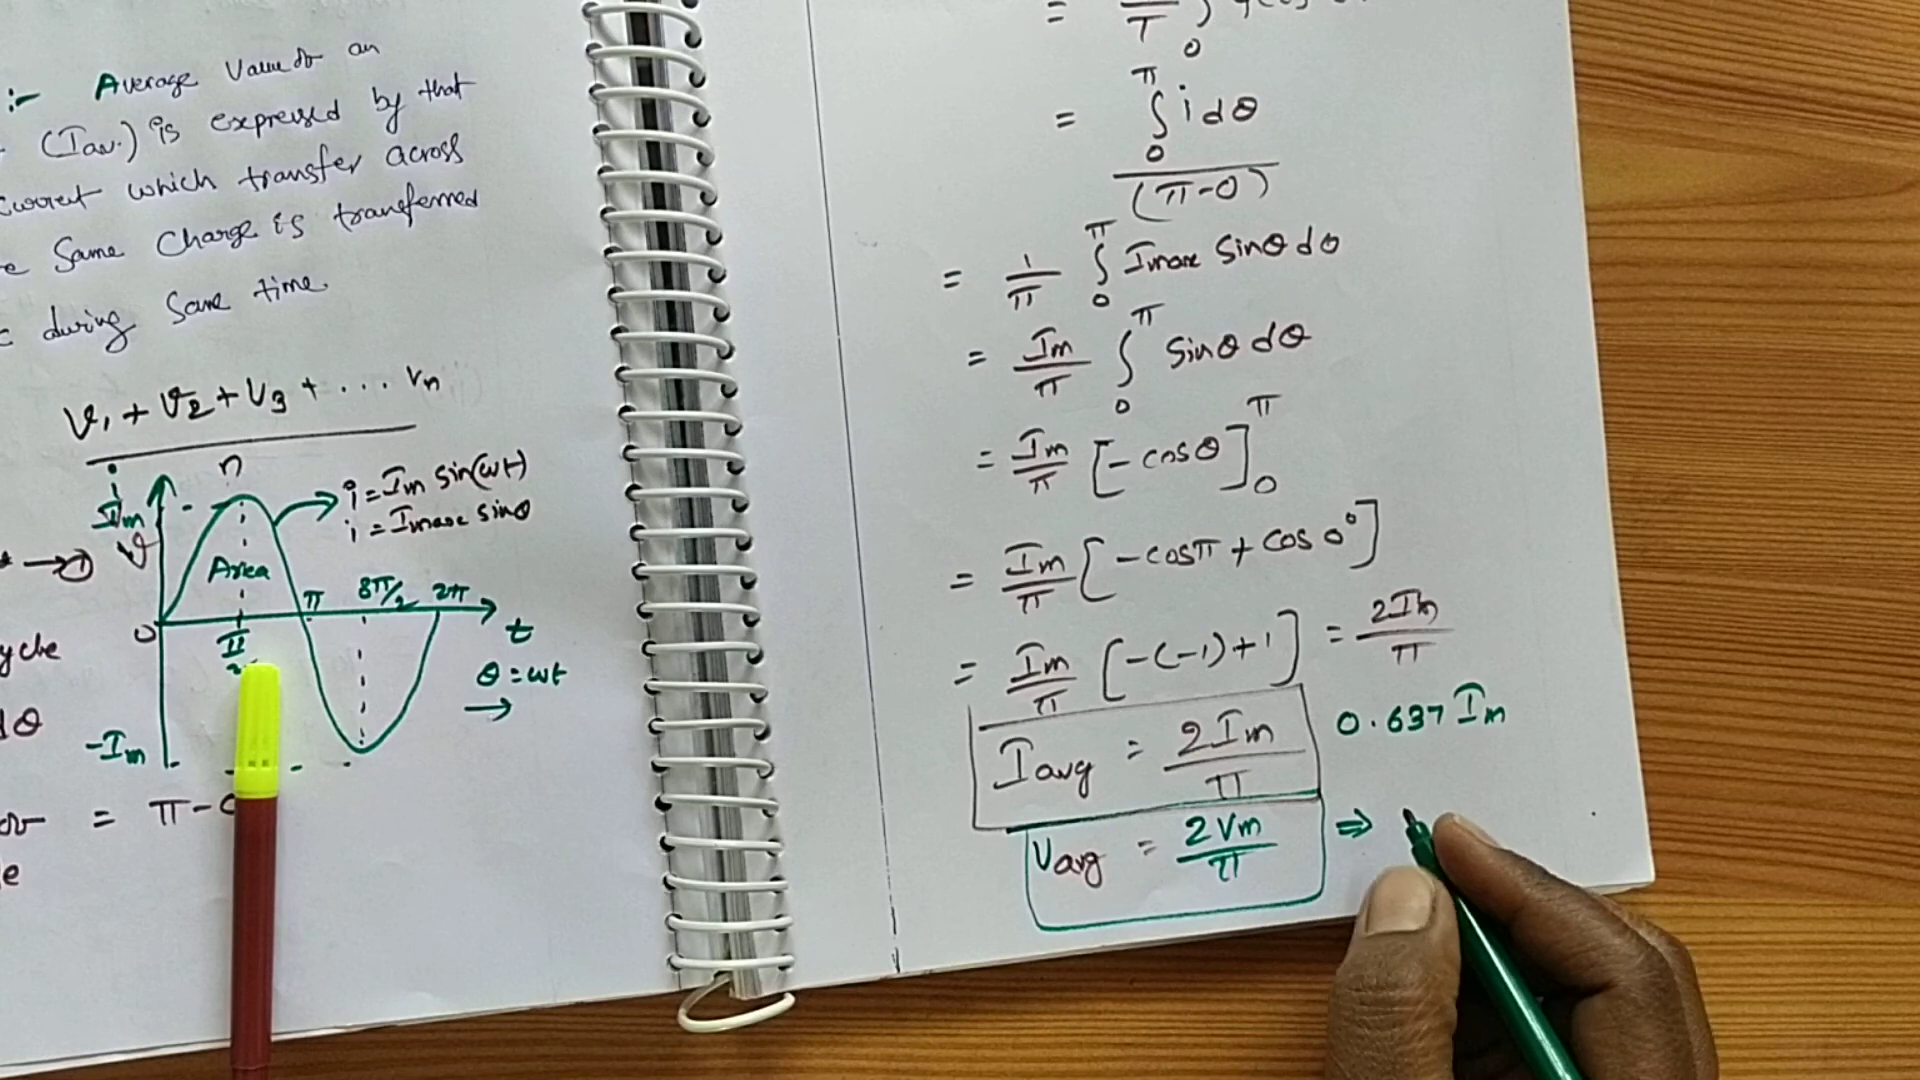 :- Average Value of an
(Iav.) is expressed by that
current which transfer across
Same Charge is transferred
during Same time.
V1 + V2 + V3 + . . . Vn
n
i
Im
V
i = Im sin(ωt)
i = Imax sinθ
→ 1
Area
0
π/2
π
3π/2
2π
t
θ = ωt
-Im
ycle
dθ
= π-0
= ∫₀^π i dθ / (π-0)
= 1/π ∫₀^π Imax Sinθ dθ
= Im/π ∫₀^π Sinθ dθ
= Im/π [-cosθ]₀^π
= Im/π [-cosπ + cos 0°]
= Im/π [-(-1)+1] = 2Im/π
Iavg = 2Im/π 0.637 Im
Vavg = 2Vm/π ⇒